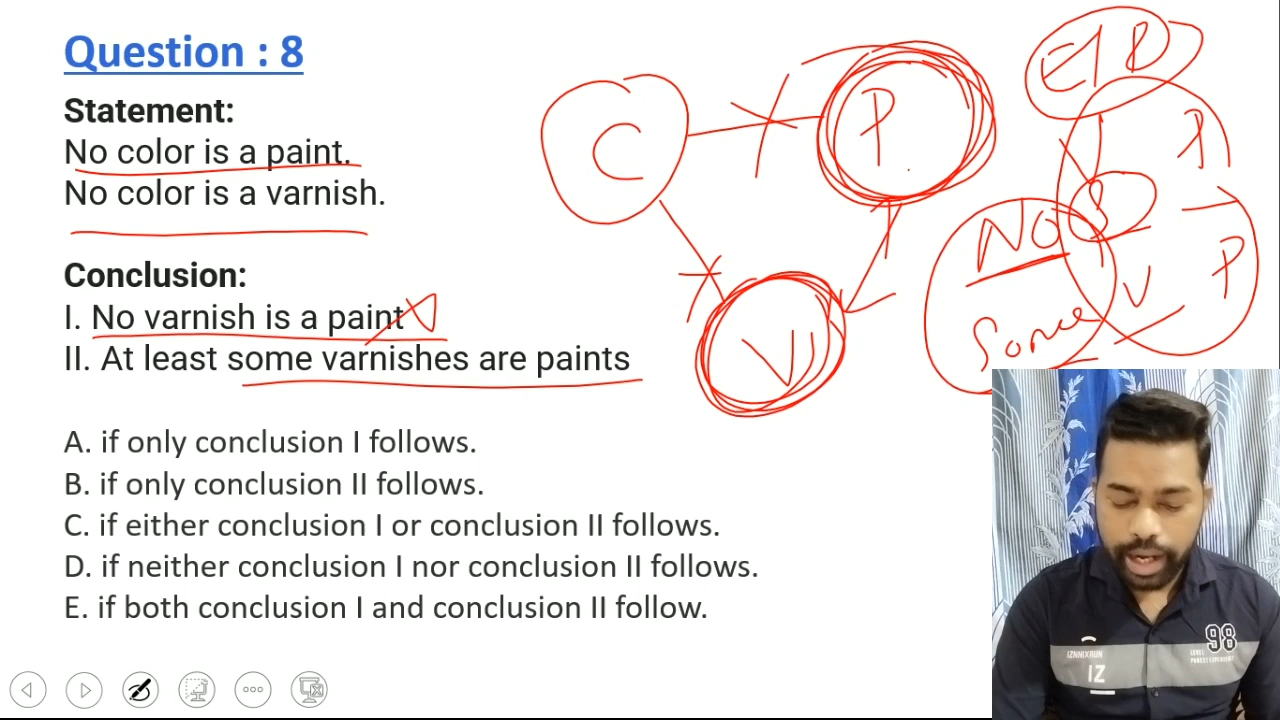 Question : 8
Statement:
No color is a paint.
No color is a varnish.
Conclusion:
I. No varnish is a paint
II. At least some varnishes are paints
A. if only conclusion I follows.
B. if only conclusion II follows.
C. if either conclusion I or conclusion II follows.
D. if neither conclusion I nor conclusion II follows.
E. if both conclusion I and conclusion II follow.
C
P
V
NO
Some
V
P
98
IZ